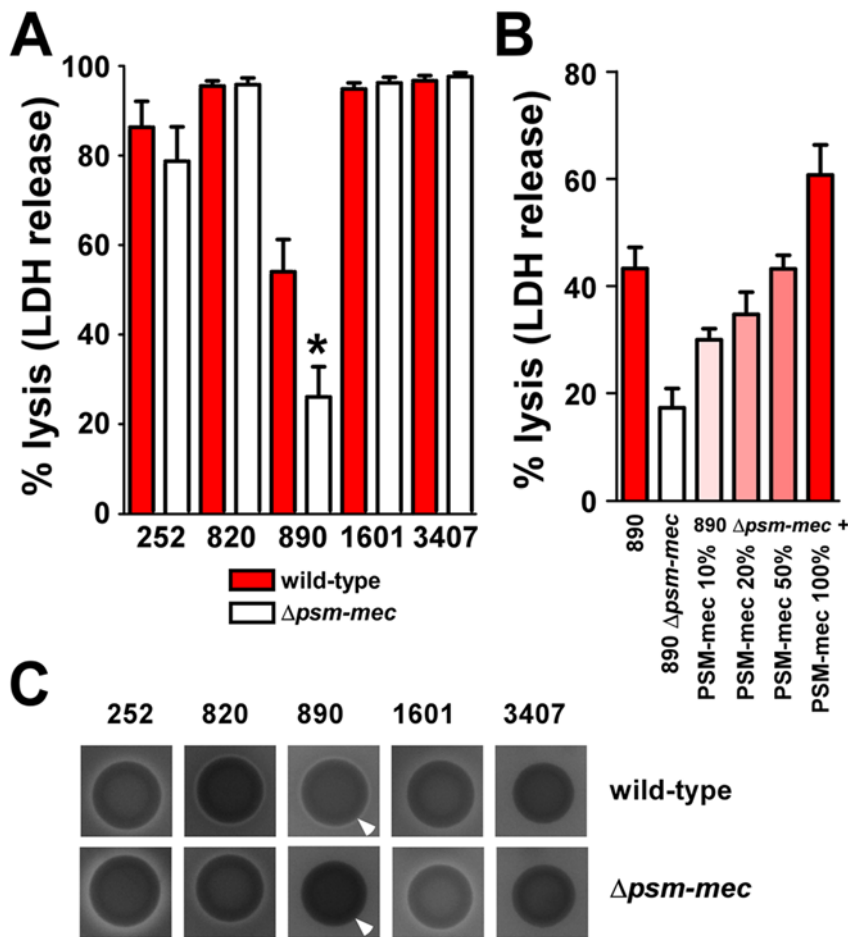 A
% lysis (LDH release)
100
80
60
40
20
0
*
252 820 890 1601 3407
wild-type
Δpsm-mec
B
% lysis (LDH release)
80
60
40
20
0
890
890 Δpsm-mec
890 Δpsm-mec +
PSM-mec 10%
PSM-mec 20%
PSM-mec 50%
PSM-mec 100%
C
252 820 890 1601 3407
wild-type
Δpsm-mec